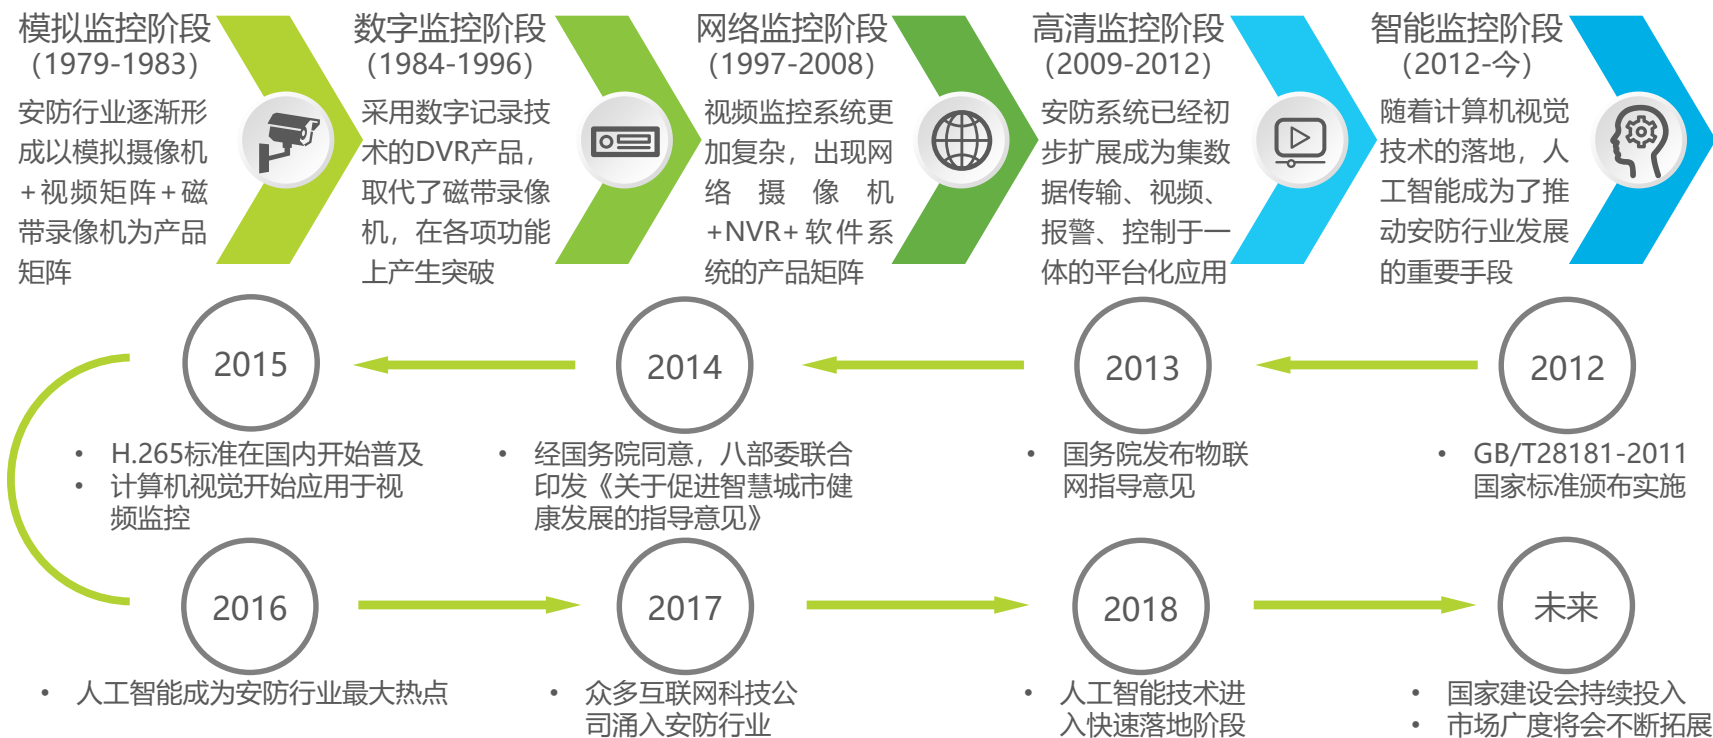 模拟监控阶段
（1979-1983）
安防行业逐渐形
成以模拟摄像机
+视频矩阵+磁
带录像机为产品
矩阵
数字监控阶段
（1984-1996）
采用数字记录技
术的DVR产品，
取代了磁带录像
机，在各项功能
上产生突破
网络监控阶段
（1997-2008）
视频监控系统更
加复杂，出现网
络摄像机
+NVR+软件系
统的产品矩阵
高清监控阶段
（2009-2012）
安防系统已经初
步扩展成为集数
据传输、视频、
报警、控制于一
体的平台化应用
智能监控阶段
（2012-今）
随着计算机视觉
技术的落地，人
工智能成为了推
动安防行业发展
的重要手段
2012
• GB/T28181-2011
国家标准颁布实施
2013
• 国务院发布物联
网指导意见
2014
• 经国务院同意，八部委联合
印发《关于促进智慧城市健
康发展的指导意见》
2015
• H.265标准在国内开始普及
• 计算机视觉开始应用于视
频监控
2016
• 人工智能成为安防行业最大热点
2017
• 众多互联网科技公
司涌入安防行业
2018
• 人工智能技术进
入快速落地阶段
未来
• 国家建设会持续投入
• 市场广度将会不断拓展